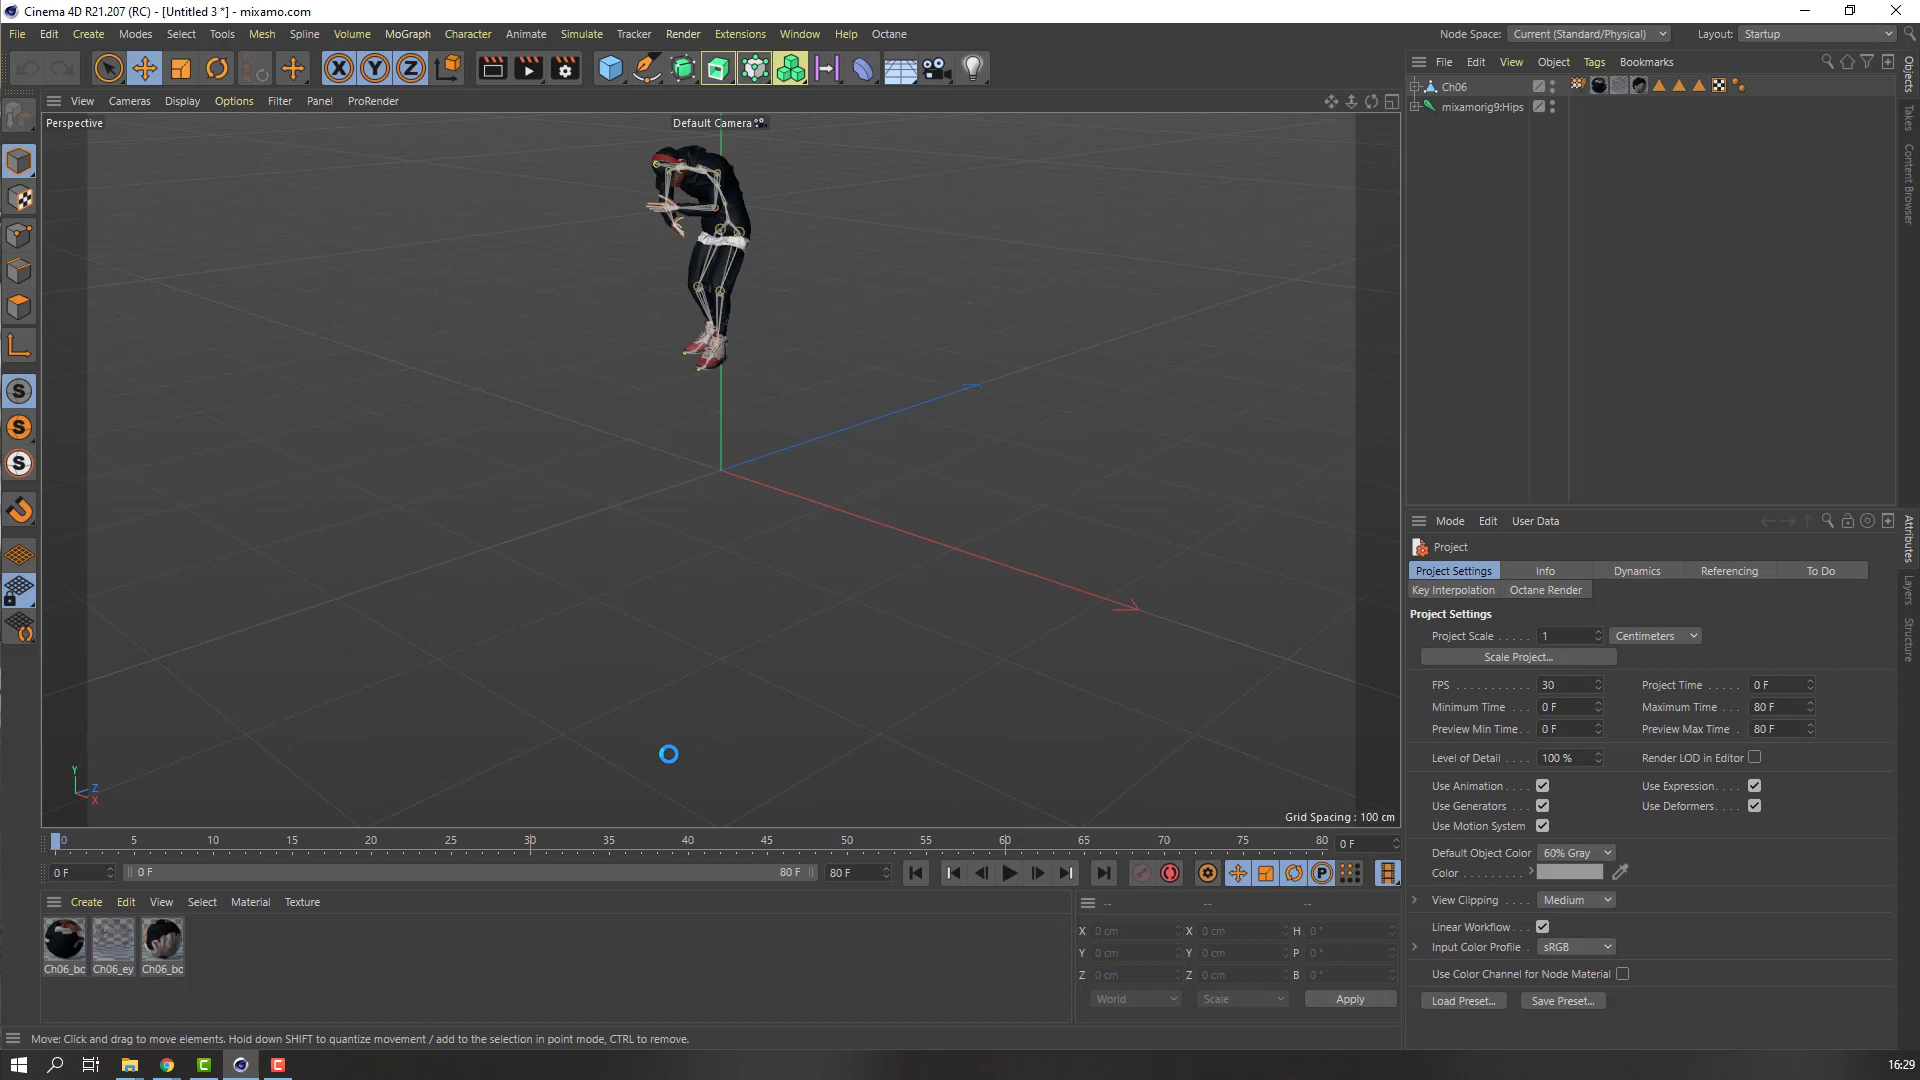 Cinema 4D R21.207 (RC) - [Untitled 3 *] - mixamo.com
File Edit Create Modes Select Tools Mesh Spline Volume MoGraph Character Animate Simulate Tracker Render Extensions Window Help Octane
Node Space: Current (Standard/Physical) Layout: Startup
X Y Z
File Edit View Object Tags Bookmarks
Ch06
mixamorig9:Hips
View Cameras Display Options Filter Panel ProRender
Perspective
Default Camera
Objects
Takes
Content Browser
S
S
S
Y
Z
X
Grid Spacing : 100 cm
Mode Edit User Data
Project
Project Settings Info Dynamics Referencing To Do
Key Interpolation Octane Render
Project Settings
Project Scale . . . . . 1 Centimeters
Scale Project...
FPS . . . . . . . . . . . 30 Project Time . . . . . 0 F
Minimum Time . . . 0 F Maximum Time . . . 80 F
Preview Min Time . . 0 F Preview Max Time . 80 F
Level of Detail . . . . 100 % Render LOD in Editor
Use Animation . . . . Use Expression . . . .
Use Generators . . . Use Deformers . . . .
Use Motion System
Default Object Color 60% Gray
Color . . . . . . . . . .
View Clipping . . . . Medium
Linear Workflow . . .
Input Color Profile . sRGB
Use Color Channel for Node Material
Load Preset... Save Preset...
Attributes
Layers
Structure
0 5 10 15 20 25 30 35 40 45 50 55 60 65 70 75 80 0 F
0 F 0 F 80 F 80 F
P
Create Edit View Select Material Texture
Ch06_bc Ch06_ey Ch06_bc
-- -- --
X 0 cm X 0 cm H 0 °
Y 0 cm Y 0 cm P 0 °
Z 0 cm Z 0 cm B 0 °
World Scale Apply
Move: Click and drag to move elements. Hold down SHIFT to quantize movement / add to the selection in point mode, CTRL to remove.
16:29